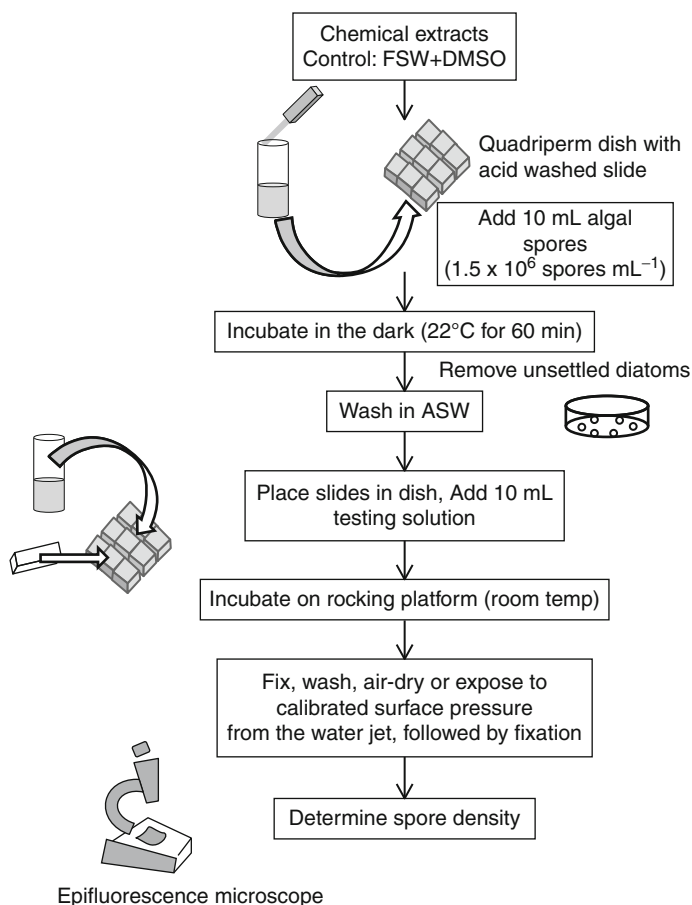 Chemical extracts
Control: FSW+DMSO
Quadriperm dish with
acid washed slide
Add 10 mL algal
spores
(1.5 x 10⁶ spores mL⁻¹)
Incubate in the dark (22°C for 60 min)
Remove unsettled diatoms
Wash in ASW
Place slides in dish, Add 10 mL
testing solution
Incubate on rocking platform (room temp)
Fix, wash, air-dry or expose to
calibrated surface pressure
from the water jet, followed by fixation
Determine spore density
Epifluorescence microscope